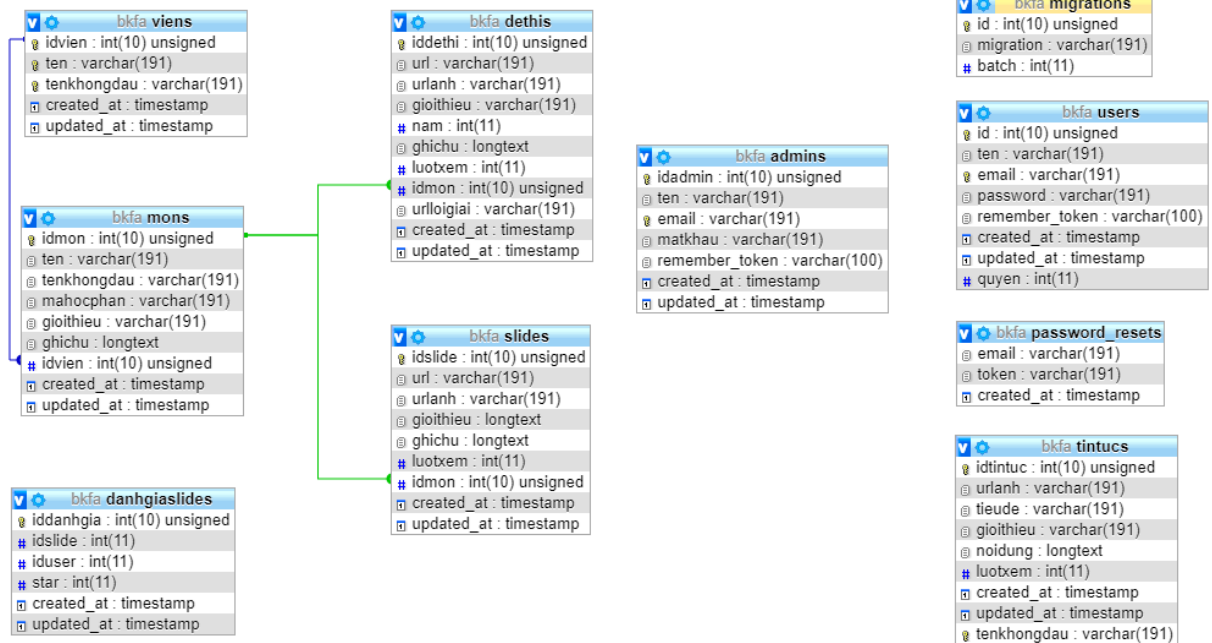 bkfa viens
idvien : int(10) unsigned
ten : varchar(191)
tenkhongdau : varchar(191)
created_at : timestamp
updated_at : timestamp
bkfa mons
idmon : int(10) unsigned
ten : varchar(191)
tenkhongdau : varchar(191)
mahocphan : varchar(191)
gioithieu : varchar(191)
ghichu : longtext
# idvien : int(10) unsigned
created_at : timestamp
updated_at : timestamp
bkfa danhgiaslides
iddanhgia : int(10) unsigned
# idslide : int(11)
# iduser : int(11)
# star : int(11)
created_at : timestamp
updated_at : timestamp
bkfa dethis
iddethi : int(10) unsigned
url : varchar(191)
urlanh : varchar(191)
gioithieu : varchar(191)
# nam : int(11)
ghichu : longtext
# luotxem : int(11)
# idmon : int(10) unsigned
urlloigiai : varchar(191)
created_at : timestamp
updated_at : timestamp
bkfa slides
idslide : int(10) unsigned
url : varchar(191)
urlanh : varchar(191)
gioithieu : longtext
ghichu : longtext
# luotxem : int(11)
# idmon : int(10) unsigned
created_at : timestamp
updated_at : timestamp
bkfa admins
idadmin : int(10) unsigned
ten : varchar(191)
email : varchar(191)
matkhau : varchar(191)
remember_token : varchar(100)
created_at : timestamp
updated_at : timestamp
bkfa migrations
id : int(10) unsigned
migration : varchar(191)
# batch : int(11)
bkfa users
id : int(10) unsigned
ten : varchar(191)
email : varchar(191)
password : varchar(191)
remember_token : varchar(100)
created_at : timestamp
updated_at : timestamp
# quyen : int(11)
bkfa password_resets
email : varchar(191)
token : varchar(191)
created_at : timestamp
bkfa tintucs
idtintuc : int(10) unsigned
urlanh : varchar(191)
tieude : varchar(191)
gioithieu : varchar(191)
noidung : longtext
# luotxem : int(11)
created_at : timestamp
updated_at : timestamp
tenkhongdau : varchar(191)